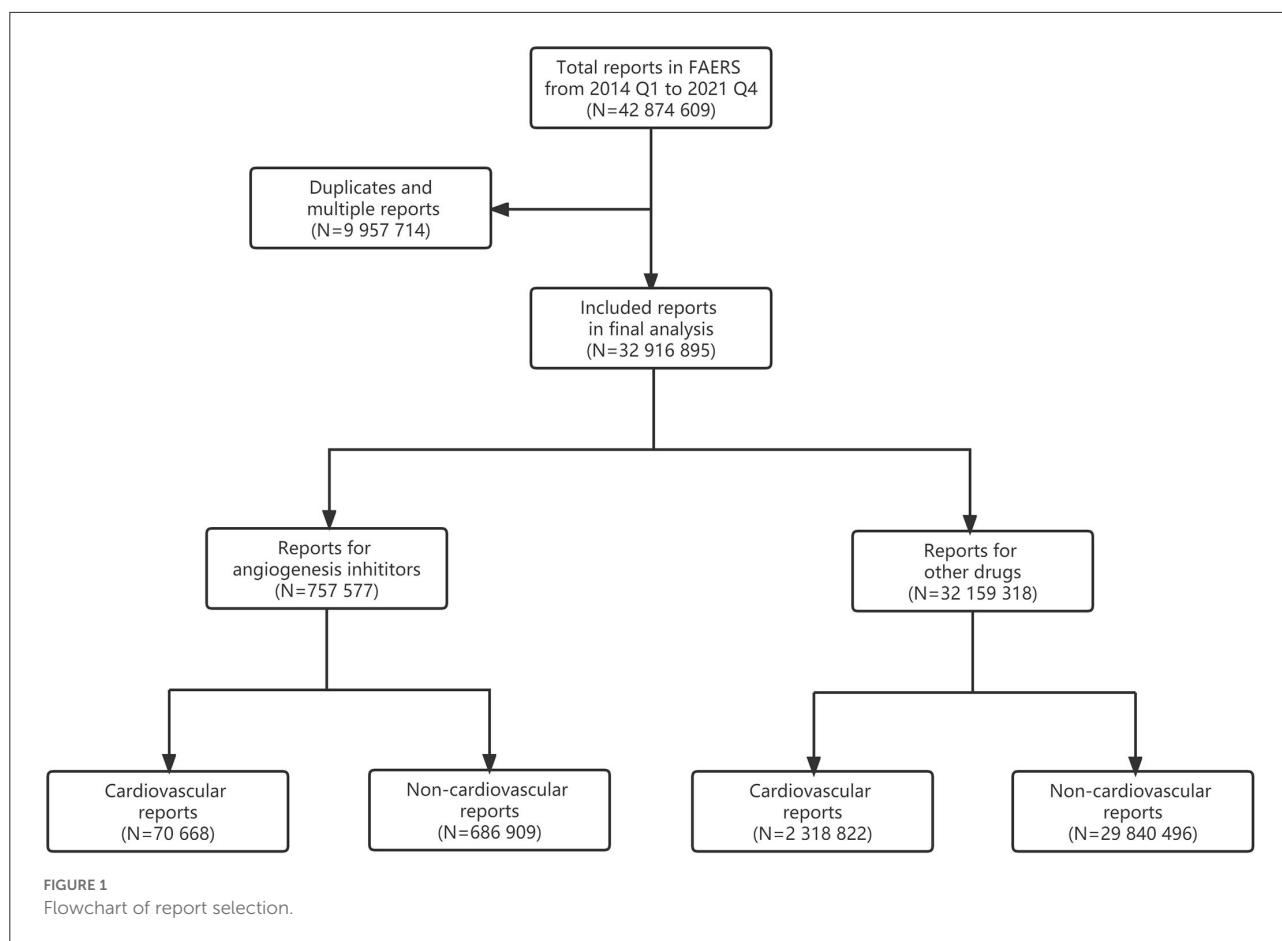 Total reports in FAERS
from 2014 Q1 to 2021 Q4
(N=42 874 609)
Duplicates and
multiple reports
(N=9 957 714)
Included reports
in final analysis
(N=32 916 895)
Reports for
angiogenesis inhititors
(N=757 577)
Reports for
other drugs
(N=32 159 318)
Cardiovascular
reports
(N=70 668)
Non-cardiovascular
reports
(N=686 909)
Cardiovascular
reports
(N=2 318 822)
Non-cardiovascular
reports
(N=29 840 496)
FIGURE 1
Flowchart of report selection.